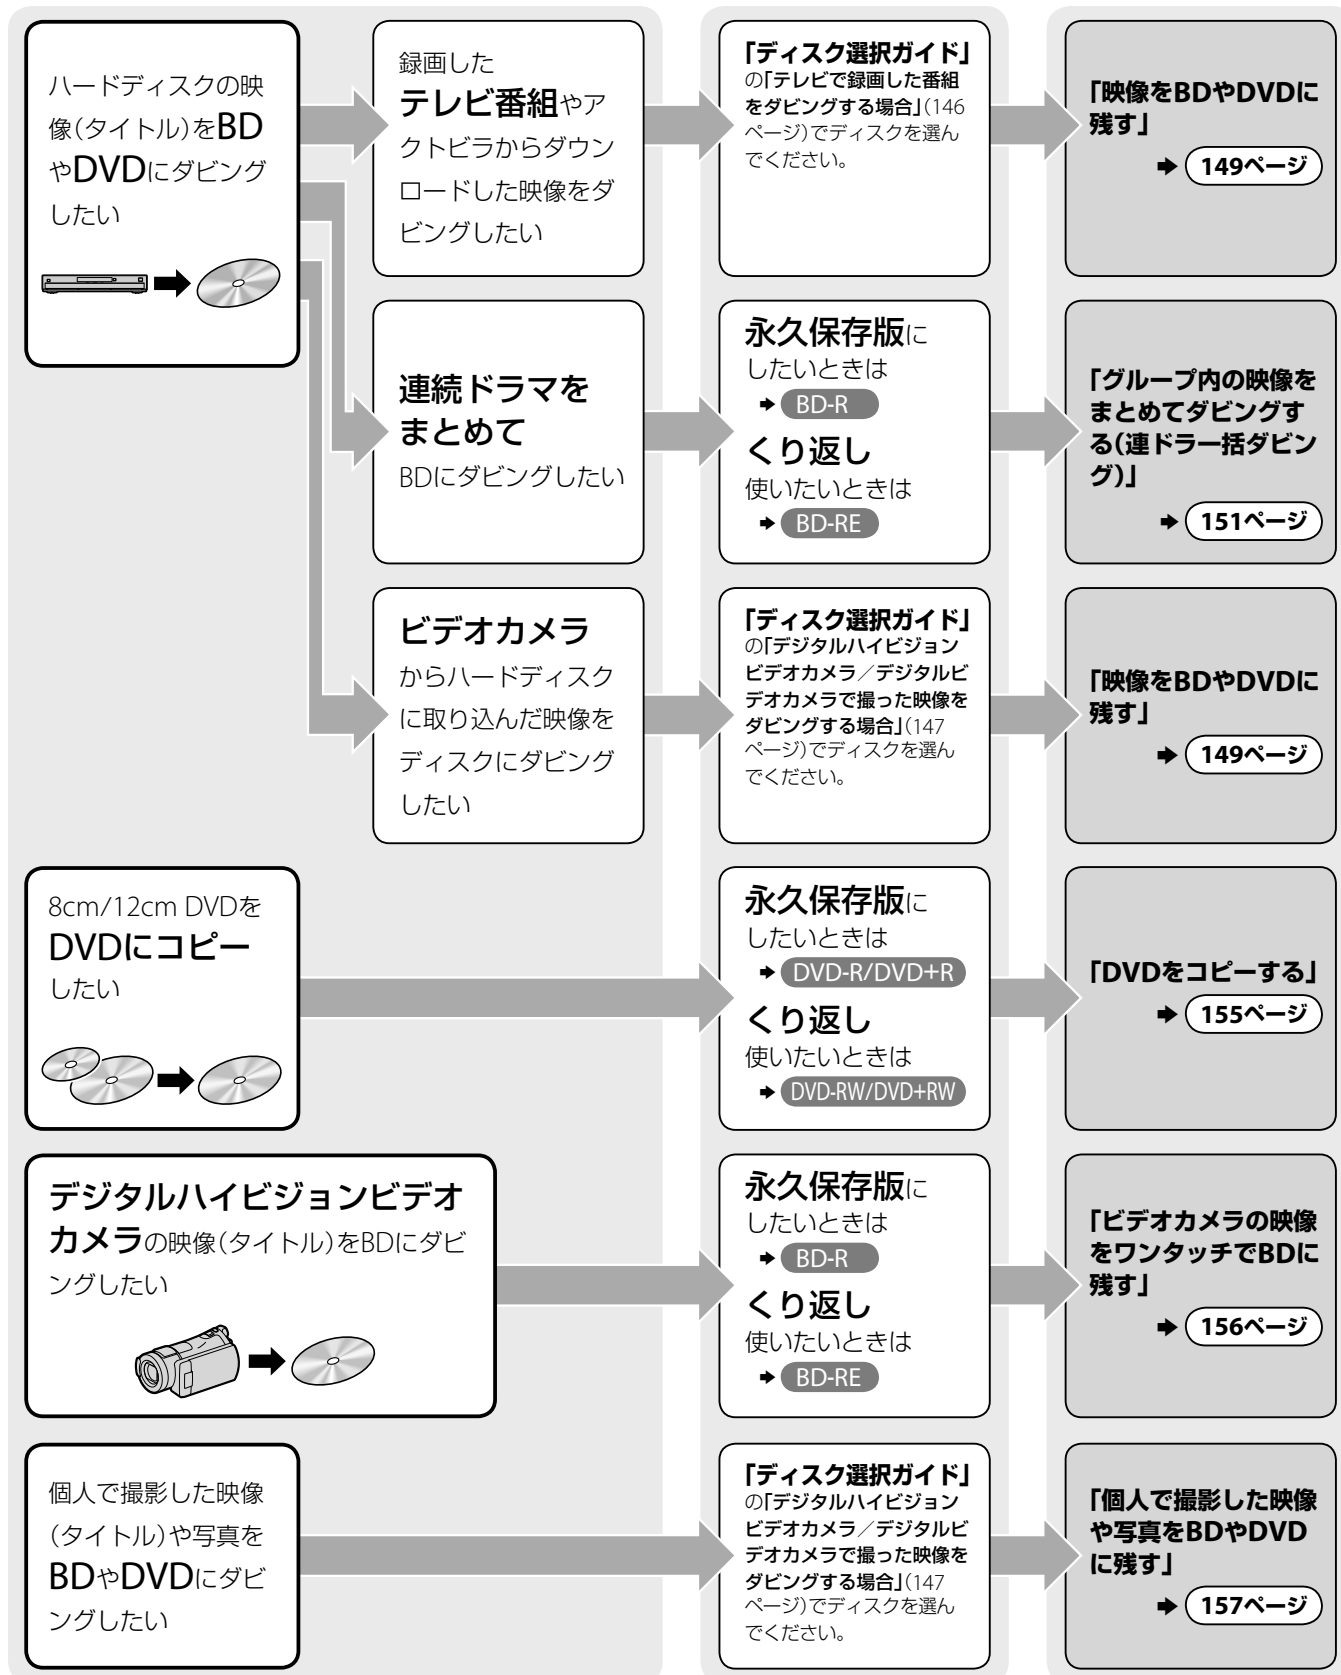 ハードディスクの映
像(タイトル)をBD
やDVDにダビング
したい
録画した
テレビ番組やア
クトビラからダウン
ロードした映像をダ
ビングしたい
「ディスク選択ガイド」
の「テレビで録画した番組
をダビングする場合」(146
ページ)でディスクを選ん
でください。
「映像をBDやDVDに
残す」
149ページ
連続ドラマを
まとめて
BDにダビングしたい
永久保存版に
したいときは
BD-R
くり返し
使いたいときは
BD-RE
「グループ内の映像を
まとめてダビングす
る(連ドラ一括ダビン
グ)」
151ページ
ビデオカメラ
からハードディスク
に取り込んだ映像を
ディスクにダビング
したい
「ディスク選択ガイド」
の「デジタルハイビジョン
ビデオカメラ/デジタルビ
デオカメラで撮った映像を
ダビングする場合」(147
ページ)でディスクを選ん
でください。
「映像をBDやDVDに
残す」
149ページ
8cm/12cm DVDを
DVDにコピー
したい
永久保存版に
したいときは
DVD-R/DVD+R
くり返し
使いたいときは
DVD-RW/DVD+RW
「DVDをコピーする」
155ページ
デジタルハイビジョンビデオ
カメラの映像(タイトル)をBDにダビ
ングしたい
永久保存版に
したいときは
BD-R
くり返し
使いたいときは
BD-RE
「ビデオカメラの映像
をワンタッチでBDに
残す」
156ページ
個人で撮影した映像
(タイトル)や写真を
BDやDVDにダビ
ングしたい
「ディスク選択ガイド」
の「デジタルハイビジョン
ビデオカメラ/デジタルビ
デオカメラで撮った映像を
ダビングする場合」(147
ページ)でディスクを選ん
でください。
「個人で撮影した映像
や写真をBDやDVD
に残す」
157ページ